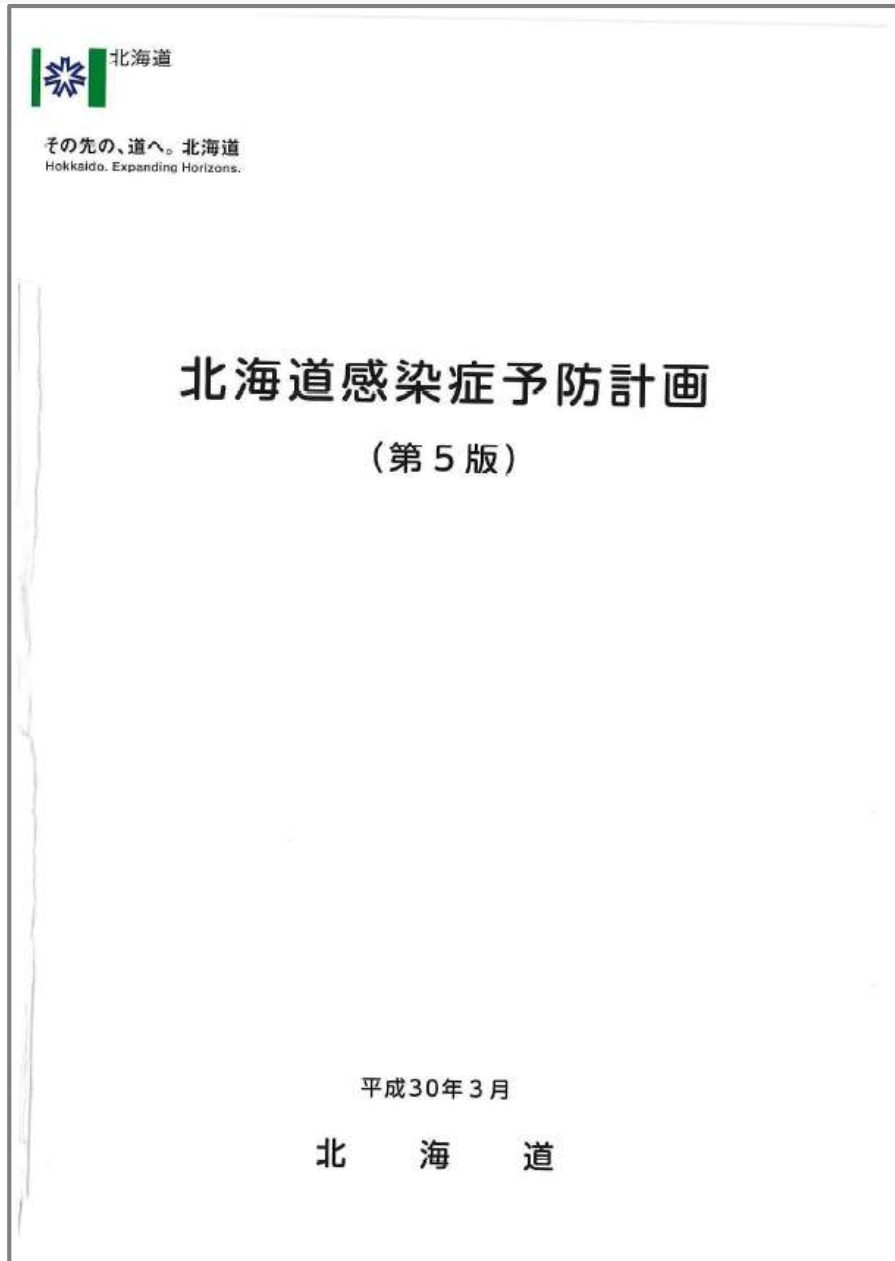 北海道
その先の、道へ。北海道
Hokkaido. Expanding Horizons.
北海道感染症予防計画
(第5版)
平成30年3月
北海道